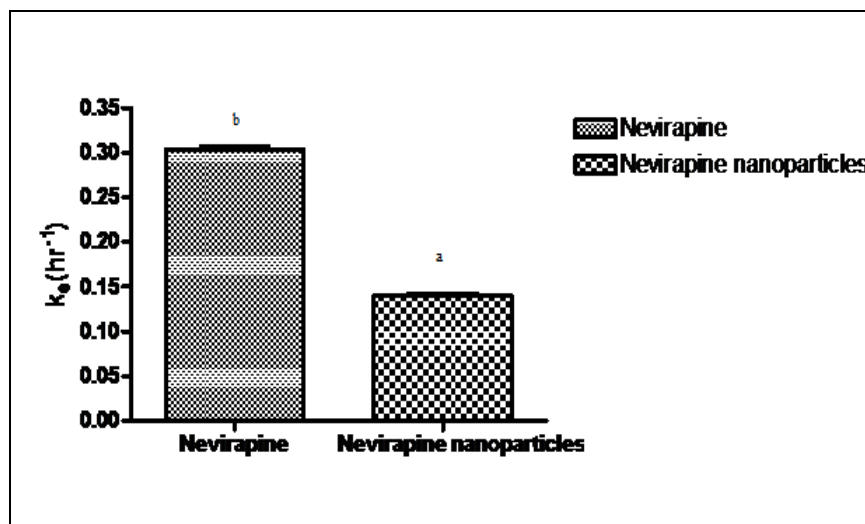 0.35
0.30
0.25
0.20
0.15
0.10
0.05
0.00
kₑ (hr⁻¹)
b
a
Nevirapine
Nevirapine nanoparticles
Nevirapine
Nevirapine nanoparticles